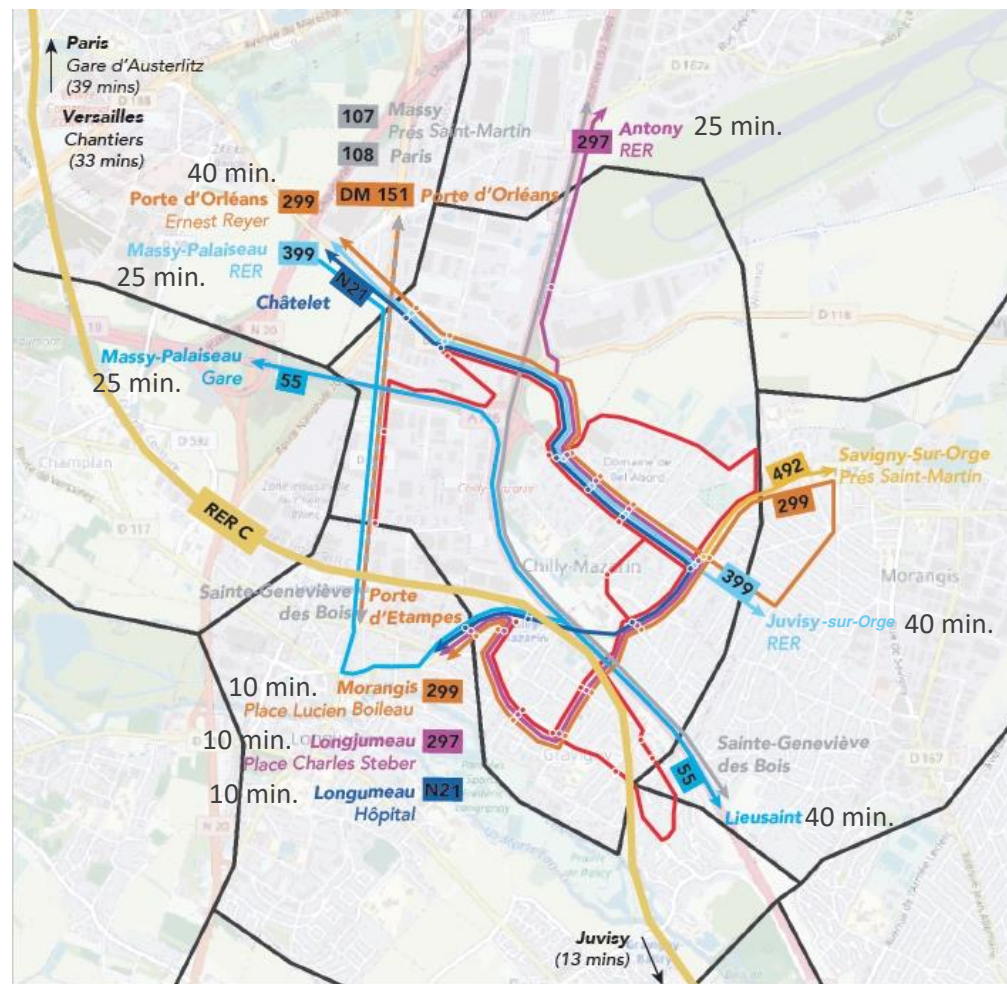 Paris
Gare d'Austerlitz
(39 mins)
Versailles
Chantiers
(33 mins)
107 Massy
Prés Saint-Martin
108 Paris
DM 151 Porte d'Orléans
297 Antony 25 min.
RER
40 min.
Porte d'Orléans 299
Ernest Reyer
Massy-Palaiseau 399
RER
25 min.
N21
Châtelet
Massy-Palaiseau
Gare
25 min.
55
D 118
N 20
Champlan
D 117
RER C
Savigny-Sur-Orge
Prés Saint-Martin
492
299
Chilly-Mazarin
Morangis
399
Juvisy-sur-Orge 40 min.
RER
Sainte-Geneviève
des Bois
Porte
d'Etampes
10 min. Morangis 299
Place Lucien Boileau
10 min. Longjumeau 297
Place Charles Steber
10 min. Longumeau N21
Hôpital
Sainte-Geneviève
des Bois
55
Lieusaint 40 min.
D 167
N 20
Juvisy
(13 mins)